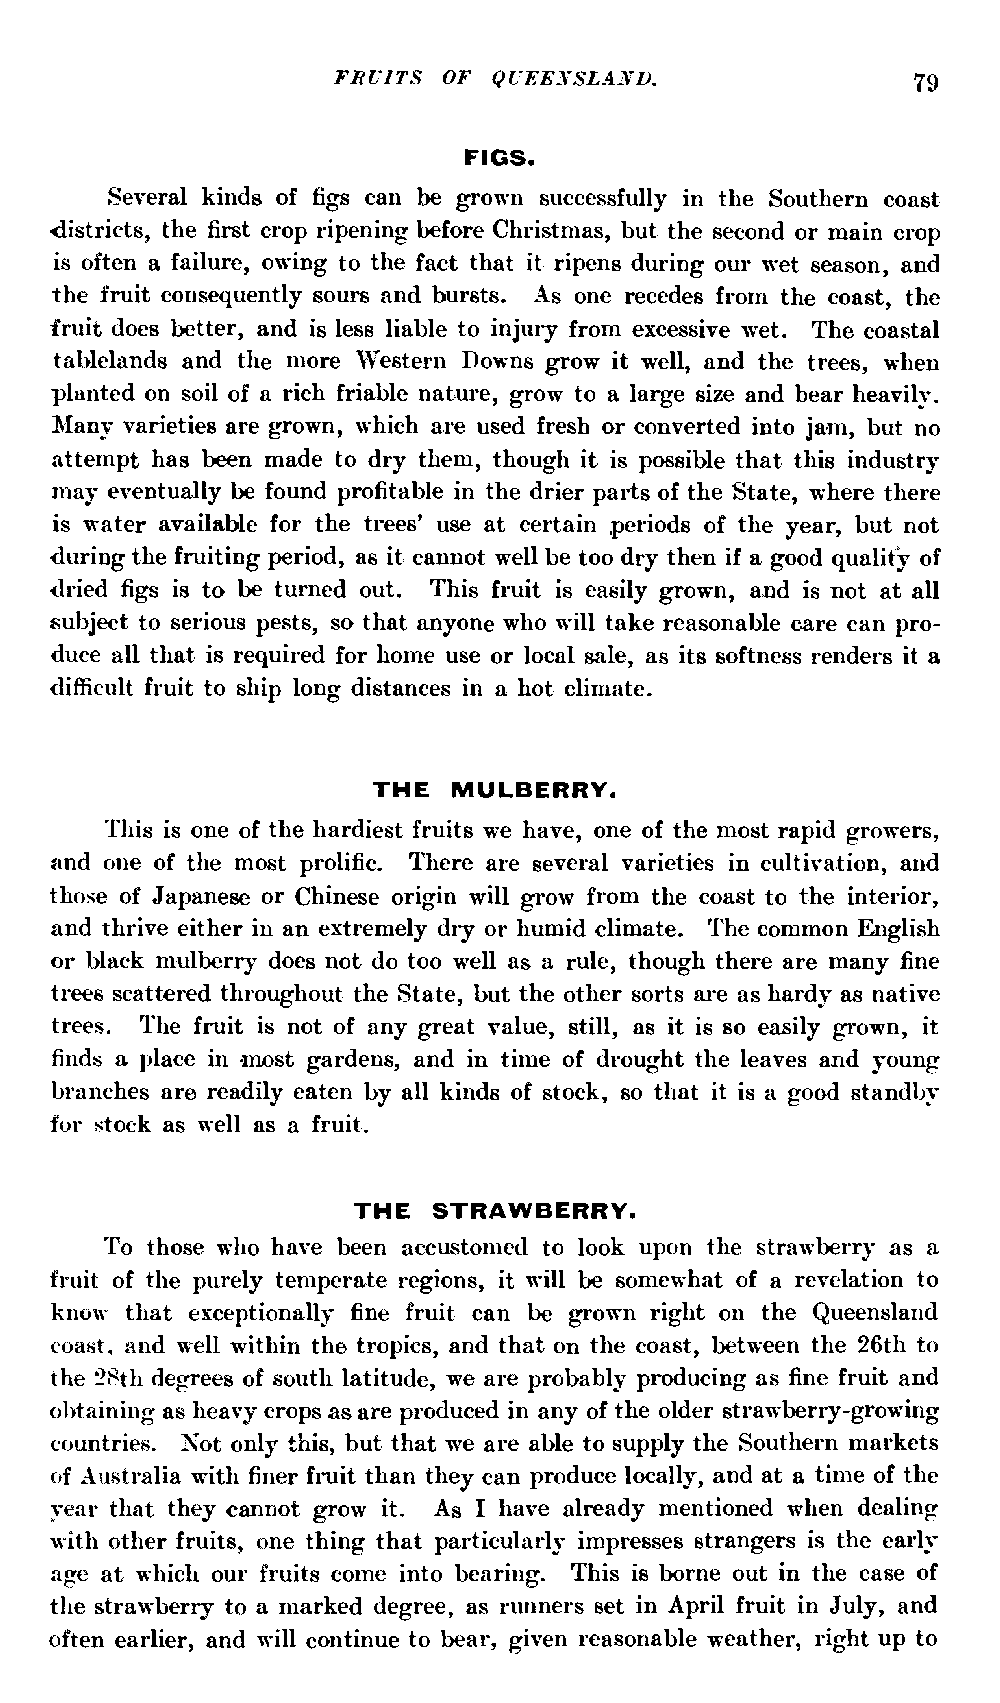 FRUITS OF QUEENSLAND. 79
FIGS.
Several kinds of figs can be grown successfully in the Southern coast
districts, the first crop ripening before Christmas, but the second or main crop
is often a failure, owing to the fact that it ripens during our wet season, and
the fruit consequently sours and bursts. As one recedes from the coast, the
fruit does better, and is less liable to injury from excessive wet. The coastal
tablelands and the more Western Downs grow it well, and the trees, when
planted on soil of a rich friable nature, grow to a large size and bear heavily.
Many varieties are grown, which are used fresh or converted into jam, but no
attempt has been made to dry them, though it is possible that this industry
may eventually be found profitable in the drier parts of the State, where there
is water available for the trees' use at certain periods of the year, but not
during the fruiting period, as it cannot well be too dry then if a good quality of
dried figs is to be turned out. This fruit is easily grown, and is not at all
subject to serious pests, so that anyone who will take reasonable care can pro-
duce all that is required for home use or local sale, as its softness renders it a
difficult fruit to ship long distances in a hot climate.
THE MULBERRY.
This is one of the hardiest fruits we have, one of the most rapid growers,
and one of the most prolific. There are several varieties in cultivation, and
those of Japanese or Chinese origin will grow from the coast to the interior,
and thrive either in an extremely dry or humid climate. The common English
or black mulberry does not do too well as a rule, though there are many fine
trees scattered throughout the State, but the other sorts are as hardy as native
trees. The fruit is not of any great value, still, as it is so easily grown, it
finds a place in most gardens, and in time of drought the leaves and young
branches are readily eaten by all kinds of stock, so that it is a good standby
for stock as well as a fruit.
THE STRAWBERRY.
To those who have been accustomed to look upon the strawberry as a
fruit of the purely temperate regions, it will be somewhat of a revelation to
know that exceptionally fine fruit can be grown right on the Queensland
coast, and well within the tropics, and that on the coast, between the 26th to
the 28th degrees of south latitude, we are probably producing as fine fruit and
obtaining as heavy crops as are produced in any of the older strawberry-growing
countries. Not only this, but that we are able to supply the Southern markets
of Australia with finer fruit than they can produce locally, and at a time of the
year that they cannot grow it. As I have already mentioned when dealing
with other fruits, one thing that particularly impresses strangers is the early
age at which our fruits come into bearing. This is borne out in the case of
the strawberry to a marked degree, as runners set in April fruit in July, and
often earlier, and will continue to bear, given reasonable weather, right up to